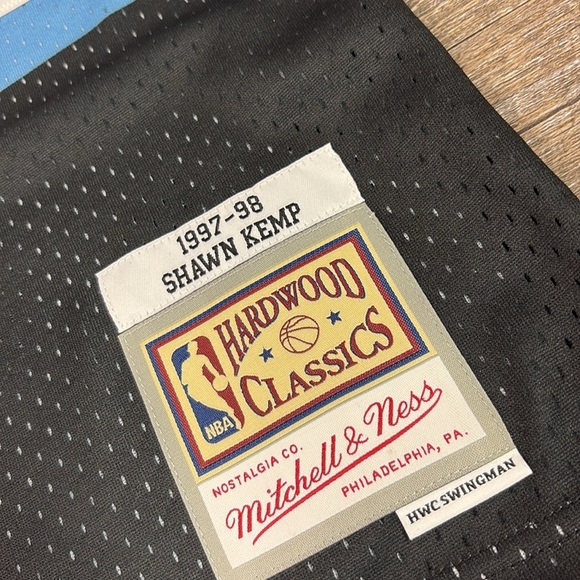 1997-98
SHAWN KEMP
HARDWOOD
CLASSICS
NBA
NOSTALGIA CO.
Mitchell & Ness
PHILADELPHIA, PA.
HWC SWINGMAN